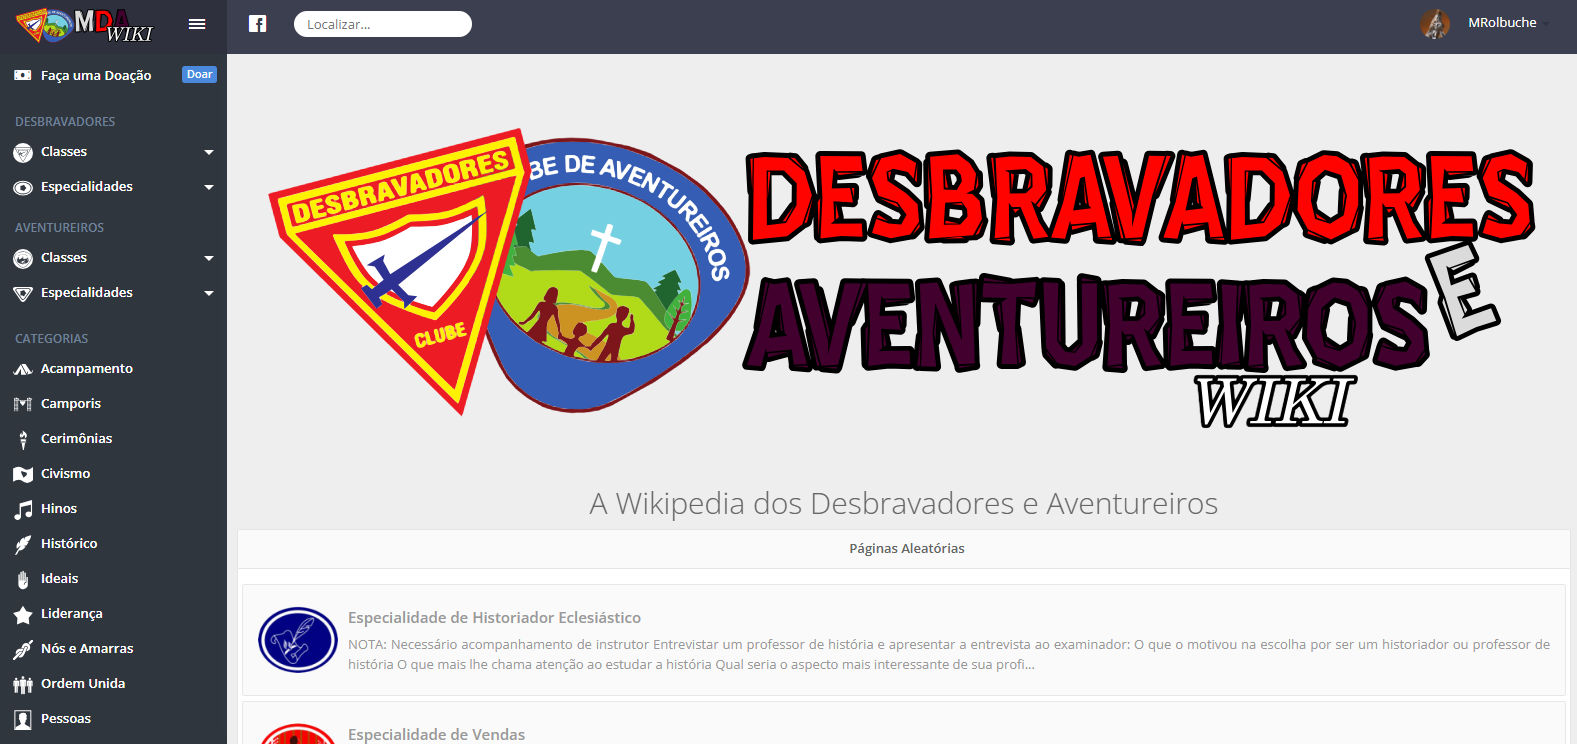 MDA
WIKI
Localizar...
MRolbuche
Faça uma Doação
Doar
DESBRAVADORES
Classes
Especialidades
AVENTUREIROS
Classes
Especialidades
CATEGORIAS
Acampamento
Camporis
Cerimônias
Civismo
Hinos
Histórico
Ideais
Liderança
Nós e Amarras
Ordem Unida
Pessoas
DESBRAVADORES
CLUBE
BE DE AVENTUREIROS
DESBRAVADORES
E
AVENTUREIROS
WIKI
A Wikipedia dos Desbravadores e Aventureiros
Páginas Aleatórias
Especialidade de Historiador Eclesiástico
NOTA: Necessário acompanhamento de instrutor Entrevistar um professor de história e apresentar a entrevista ao examinador: O que o motivou na escolha por ser um historiador ou professor de
história O que mais lhe chama atenção ao estudar a história Qual seria o aspecto mais interessante de sua profi...
Especialidade de Vendas